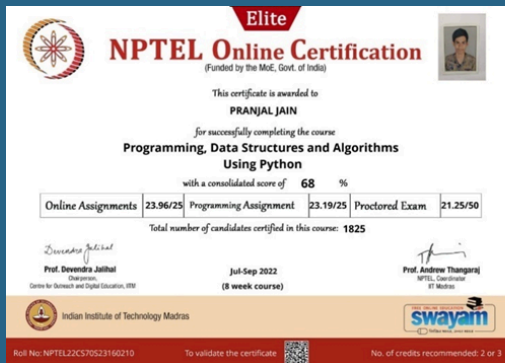 Elite
NPTEL Online Certification
(Funded by the MoE, Govt. of India)
This certificate is awarded to
PRANJAL JAIN
for successfully completing the course
Programming, Data Structures and Algorithms
Using Python
with a consolidated score of 68 %
Online Assignments 23.96/25 Programming Assignment 23.19/25 Proctored Exam 21.25/50
Total number of candidates certified in this course: 1825
Devendra Jalihal
Prof. Devendra Jalihal
Chairperson,
Centre for Outreach and Digital Education, IITM
Jul-Sep 2022
(8 week course)
Prof. Andrew Thangaraj
NPTEL, Coordinator
IIT Madras
Indian Institute of Technology Madras
FREE ONLINE EDUCATION
swayam
Roll No: NPTEL22CS70S23160210
To validate the certificate
No. of credits recommended: 2 or 3